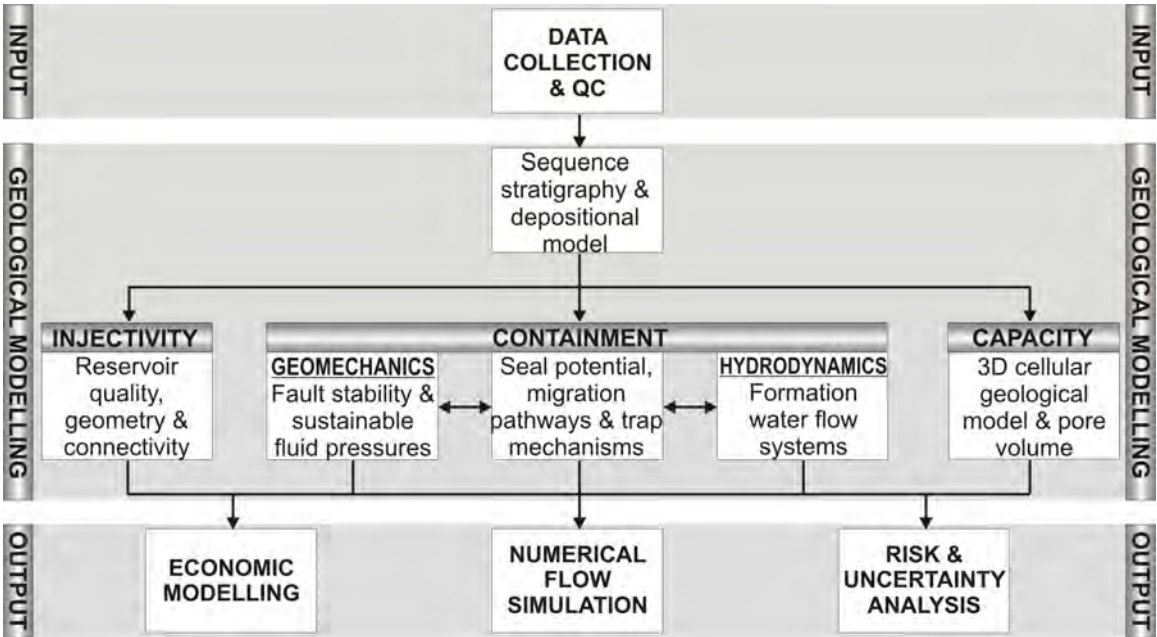 INPUT
DATA
COLLECTION
& QC
INPUT
GEOLOGICAL MODELLING
Sequence
stratigraphy &
depositional
model
GEOLOGICAL MODELLING
INJECTIVITY
Reservoir
quality,
geometry &
connectivity
CONTAINMENT
GEOMECHANICS
Fault stability &
sustainable
fluid pressures
Seal potential,
migration
pathways & trap
mechanisms
HYDRODYNAMICS
Formation
water flow
systems
CAPACITY
3D cellular
geological
model & pore
volume
OUTPUT
ECONOMIC
MODELLING
NUMERICAL
FLOW
SIMULATION
RISK &
UNCERTAINTY
ANALYSIS
OUTPUT